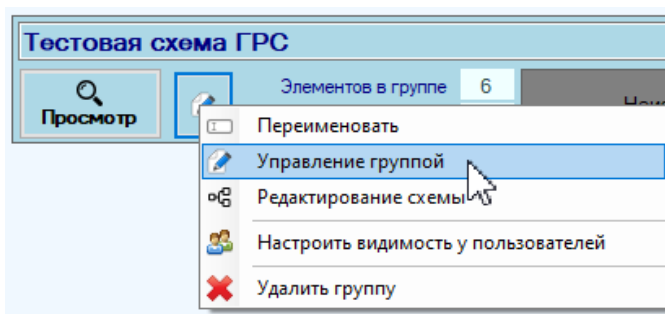 Тестовая схема ГРС
Просмотр
Элементов в группе 6
Переименовать
Управление группой
Редактирование схемы
Настроить видимость у пользователей
Удалить группу